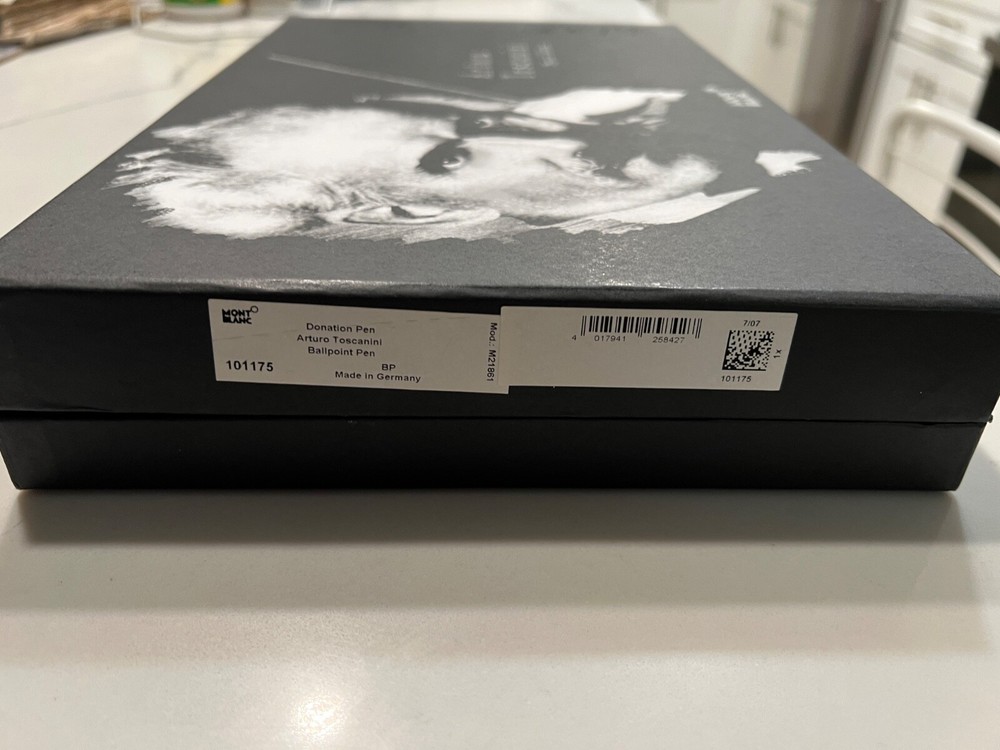 MONT
BLANC
Donation Pen
Arturo Toscanini
Ballpoint Pen
101175
BP
Made in Germany
Mod.: M21861
4 017941 258427
7/07
1x
101175